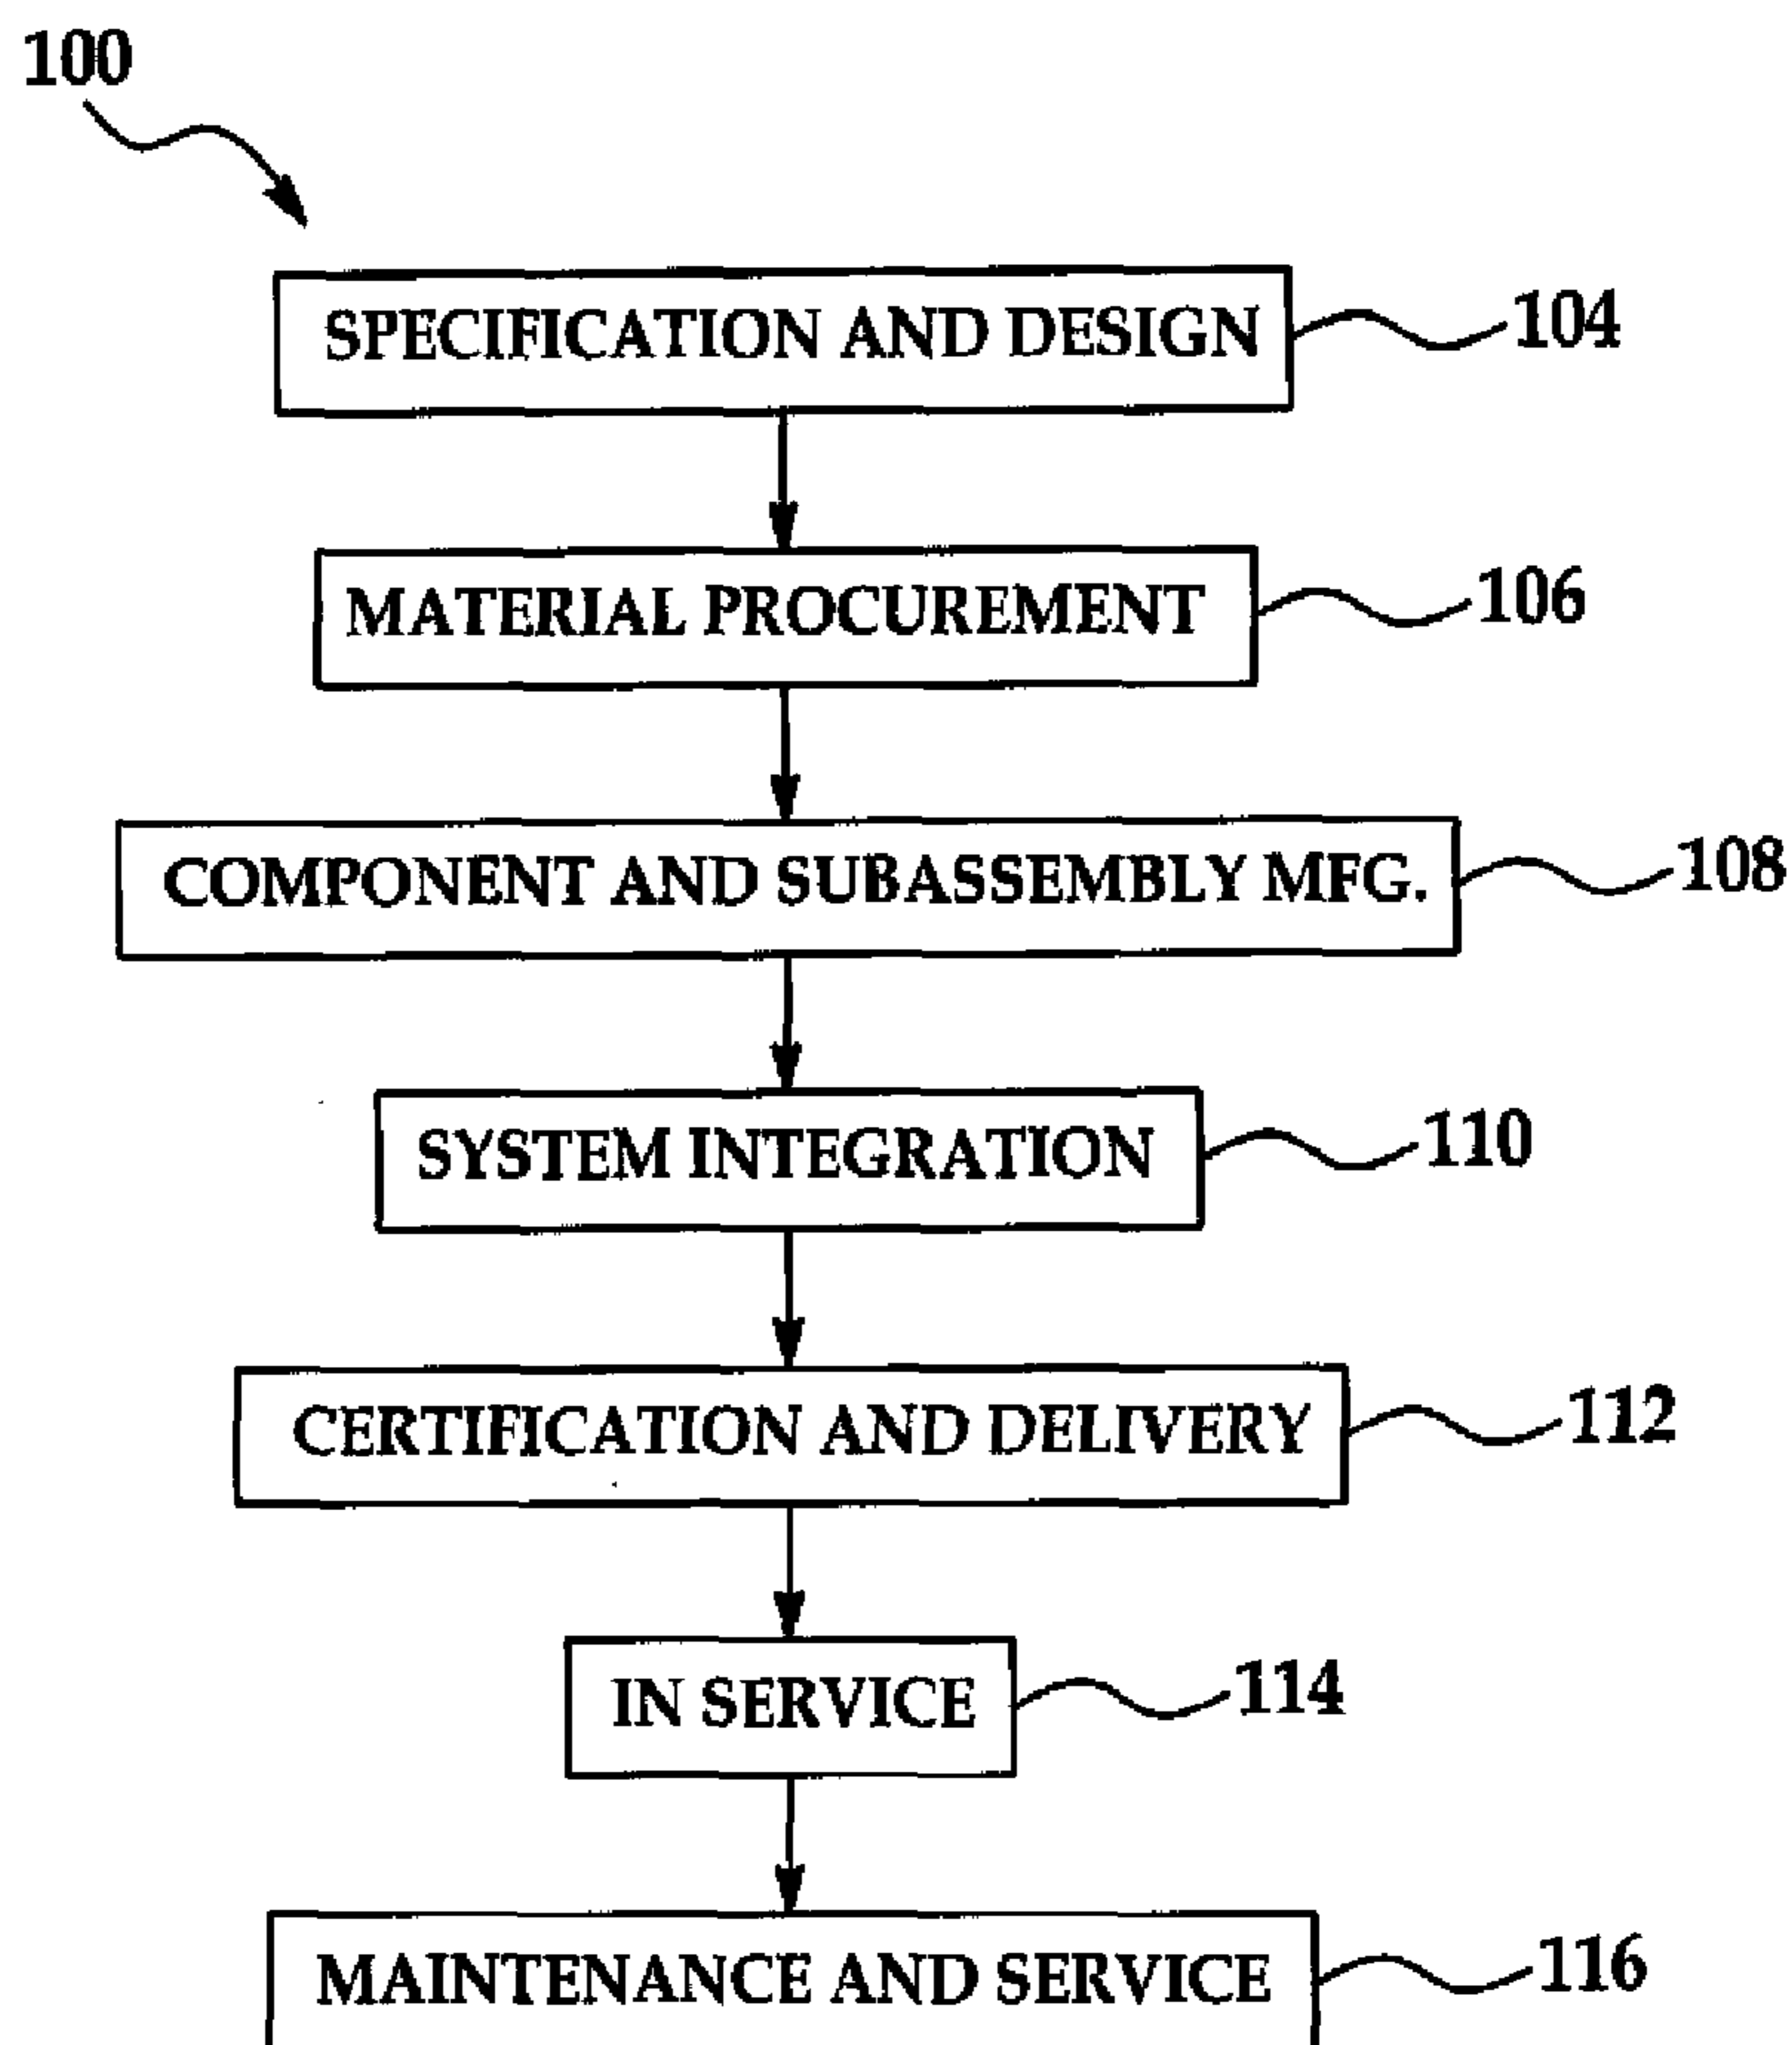 100
SPECIFICATION AND DESIGN 104
MATERIAL PROCUREMENT 106
COMPONENT AND SUBASSEMBLY MFG. 108
SYSTEM INTEGRATION 110
CERTIFICATION AND DELIVERY 112
IN SERVICE 114
MAINTENANCE AND SERVICE 116